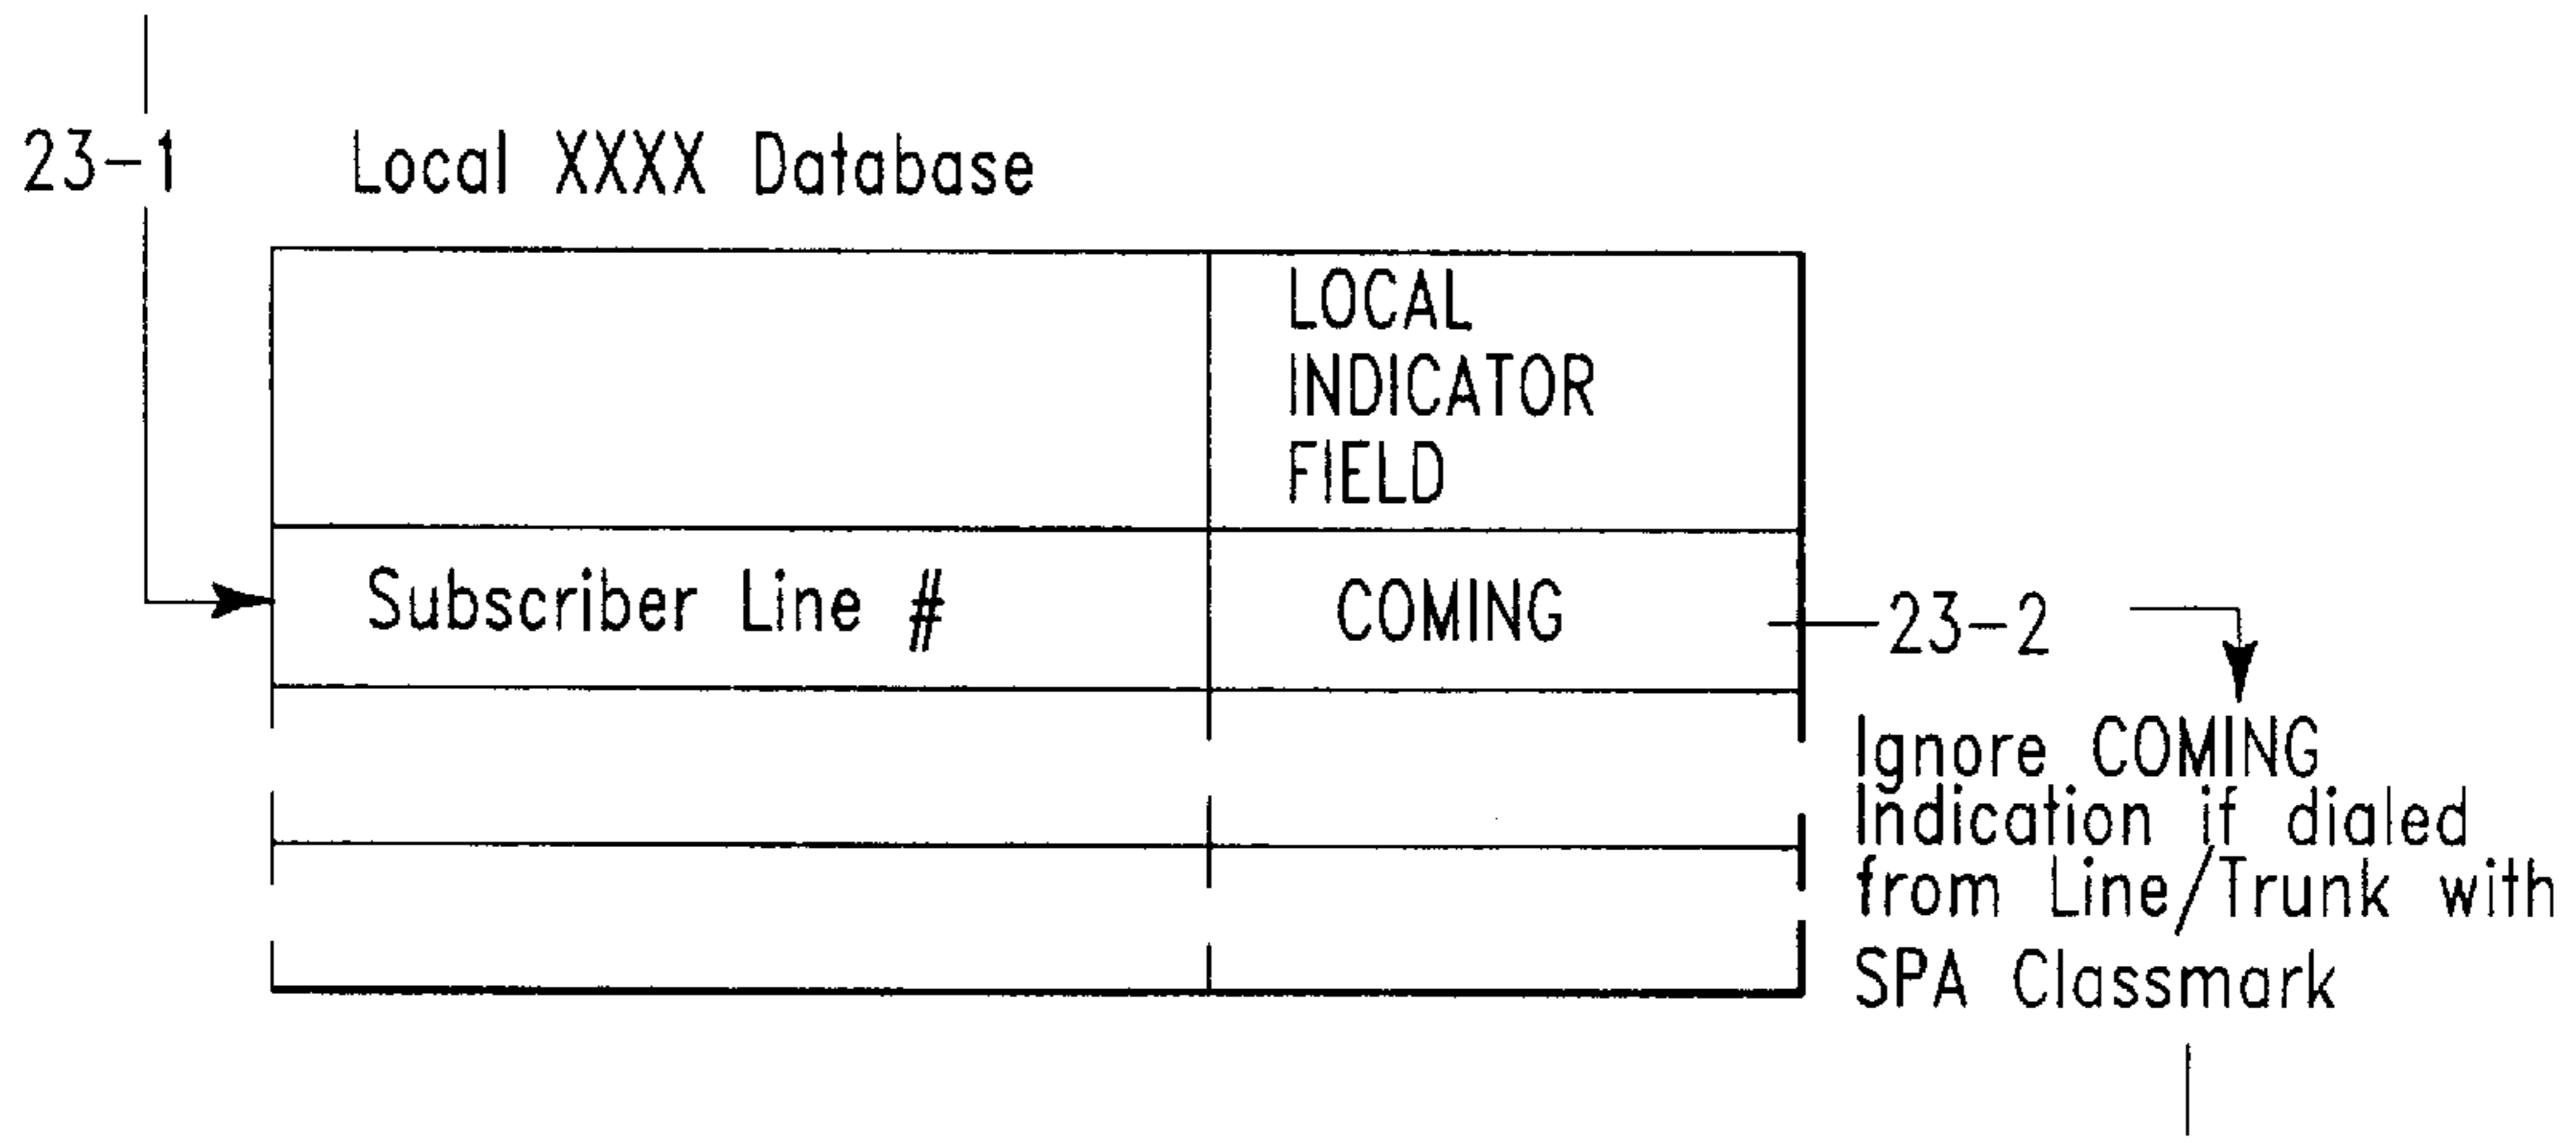 23-1
Local XXXX Database
LOCAL
INDICATOR
FIELD
Subscriber Line #
COMING
23-2
Ignore COMING
Indication if dialed
from Line/Trunk with
SPA Classmark